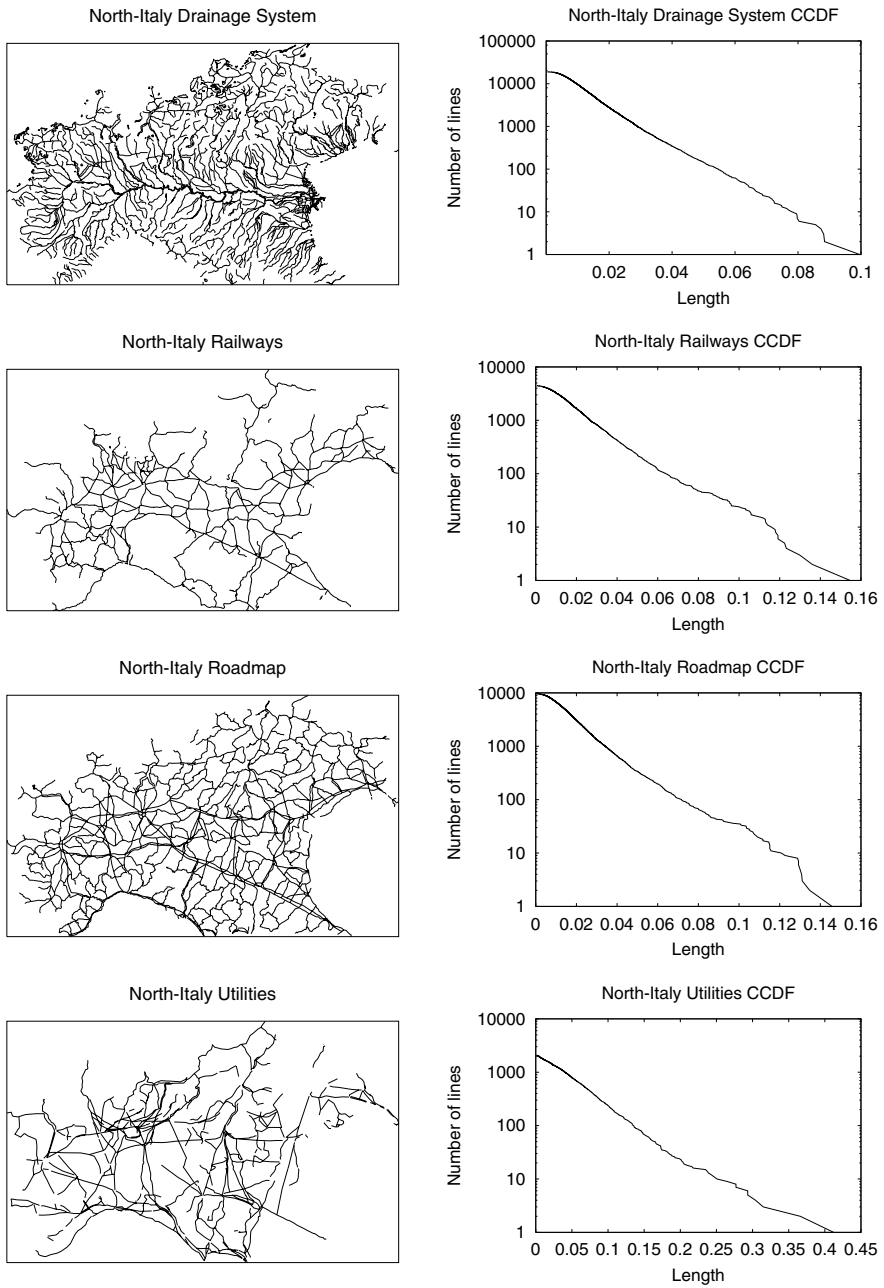 North-Italy Drainage System
North-Italy Drainage System CCDF
100000
10000
1000
100
10
1
Number of lines
0.02 0.04 0.06 0.08 0.1
Length
North-Italy Railways
North-Italy Railways CCDF
10000
1000
100
10
1
Number of lines
0 0.02 0.04 0.06 0.08 0.1 0.12 0.14 0.16
Length
North-Italy Roadmap
North-Italy Roadmap CCDF
10000
1000
100
10
1
Number of lines
0 0.02 0.04 0.06 0.08 0.1 0.12 0.14 0.16
Length
North-Italy Utilities
North-Italy Utilities CCDF
10000
1000
100
10
1
Number of lines
0 0.05 0.1 0.15 0.2 0.25 0.3 0.35 0.4 0.45
Length